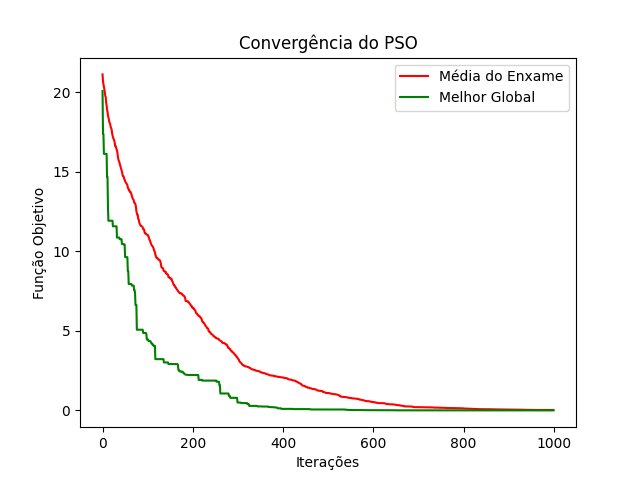 Convergência do PSO
Média do Enxame
Melhor Global
Função Objetivo
20
15
10
5
0
0 200 400 600 800 1000
Iterações